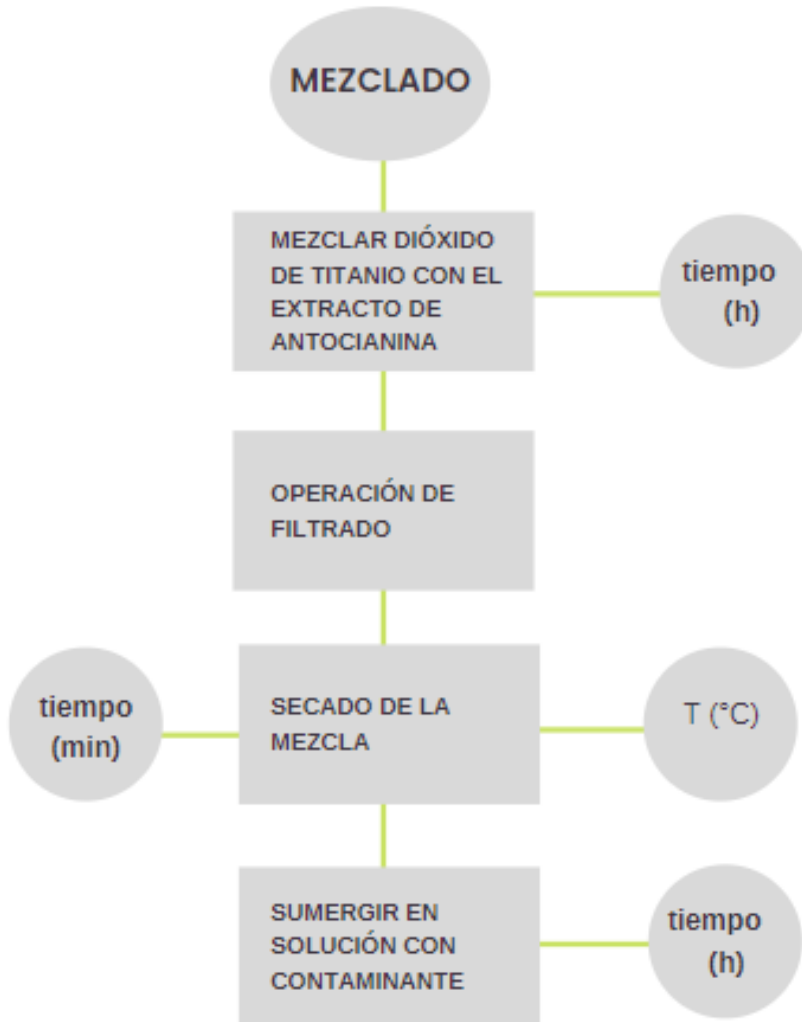 MEZCLADO
MEZCLAR DIÓXIDO
DE TITANIO CON EL
EXTRACTO DE
ANTOCIANINA
tiempo
(h)
OPERACIÓN DE
FILTRADO
tiempo
(min)
SECADO DE LA
MEZCLA
T (°C)
SUMERGIR EN
SOLUCIÓN CON
CONTAMINANTE
tiempo
(h)